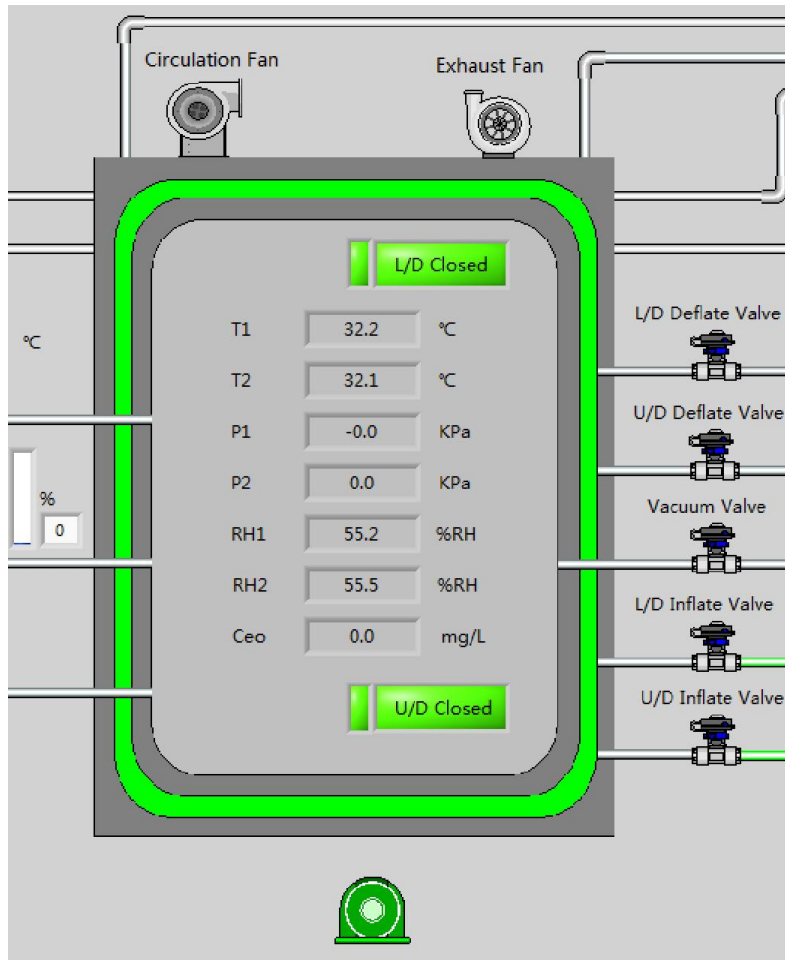 Circulation Fan
Exhaust Fan
L/D Closed
T1 32.2 ℃
T2 32.1 ℃
P1 -0.0 KPa
P2 0.0 KPa
RH1 55.2 %RH
RH2 55.5 %RH
Ceo 0.0 mg/L
U/D Closed
℃
%
0
L/D Deflate Valve
U/D Deflate Valve
Vacuum Valve
L/D Inflate Valve
U/D Inflate Valve